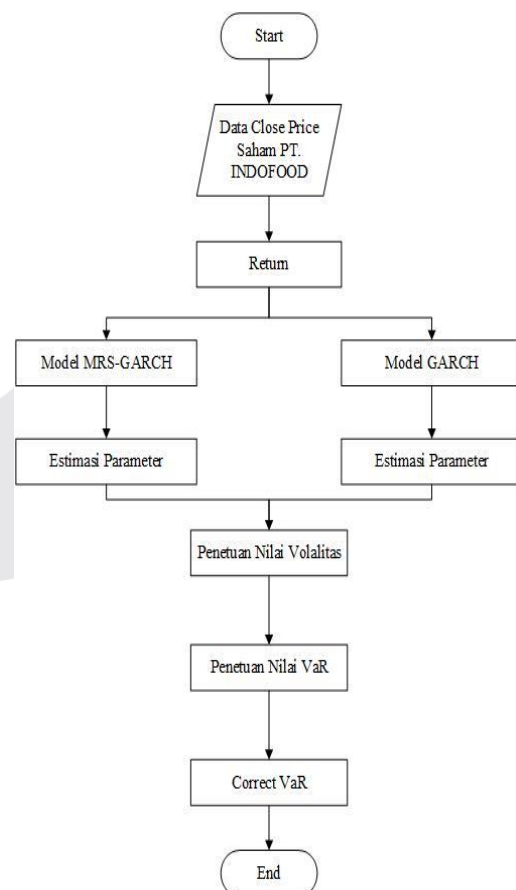 Start
Data Close Price
Saham PT.
INDOFOOD
Return
Model MRS-GARCH
Model GARCH
Estimasi Parameter
Estimasi Parameter
Penetuan Nilai Volalitas
Penetuan Nilai VaR
Correct VaR
End